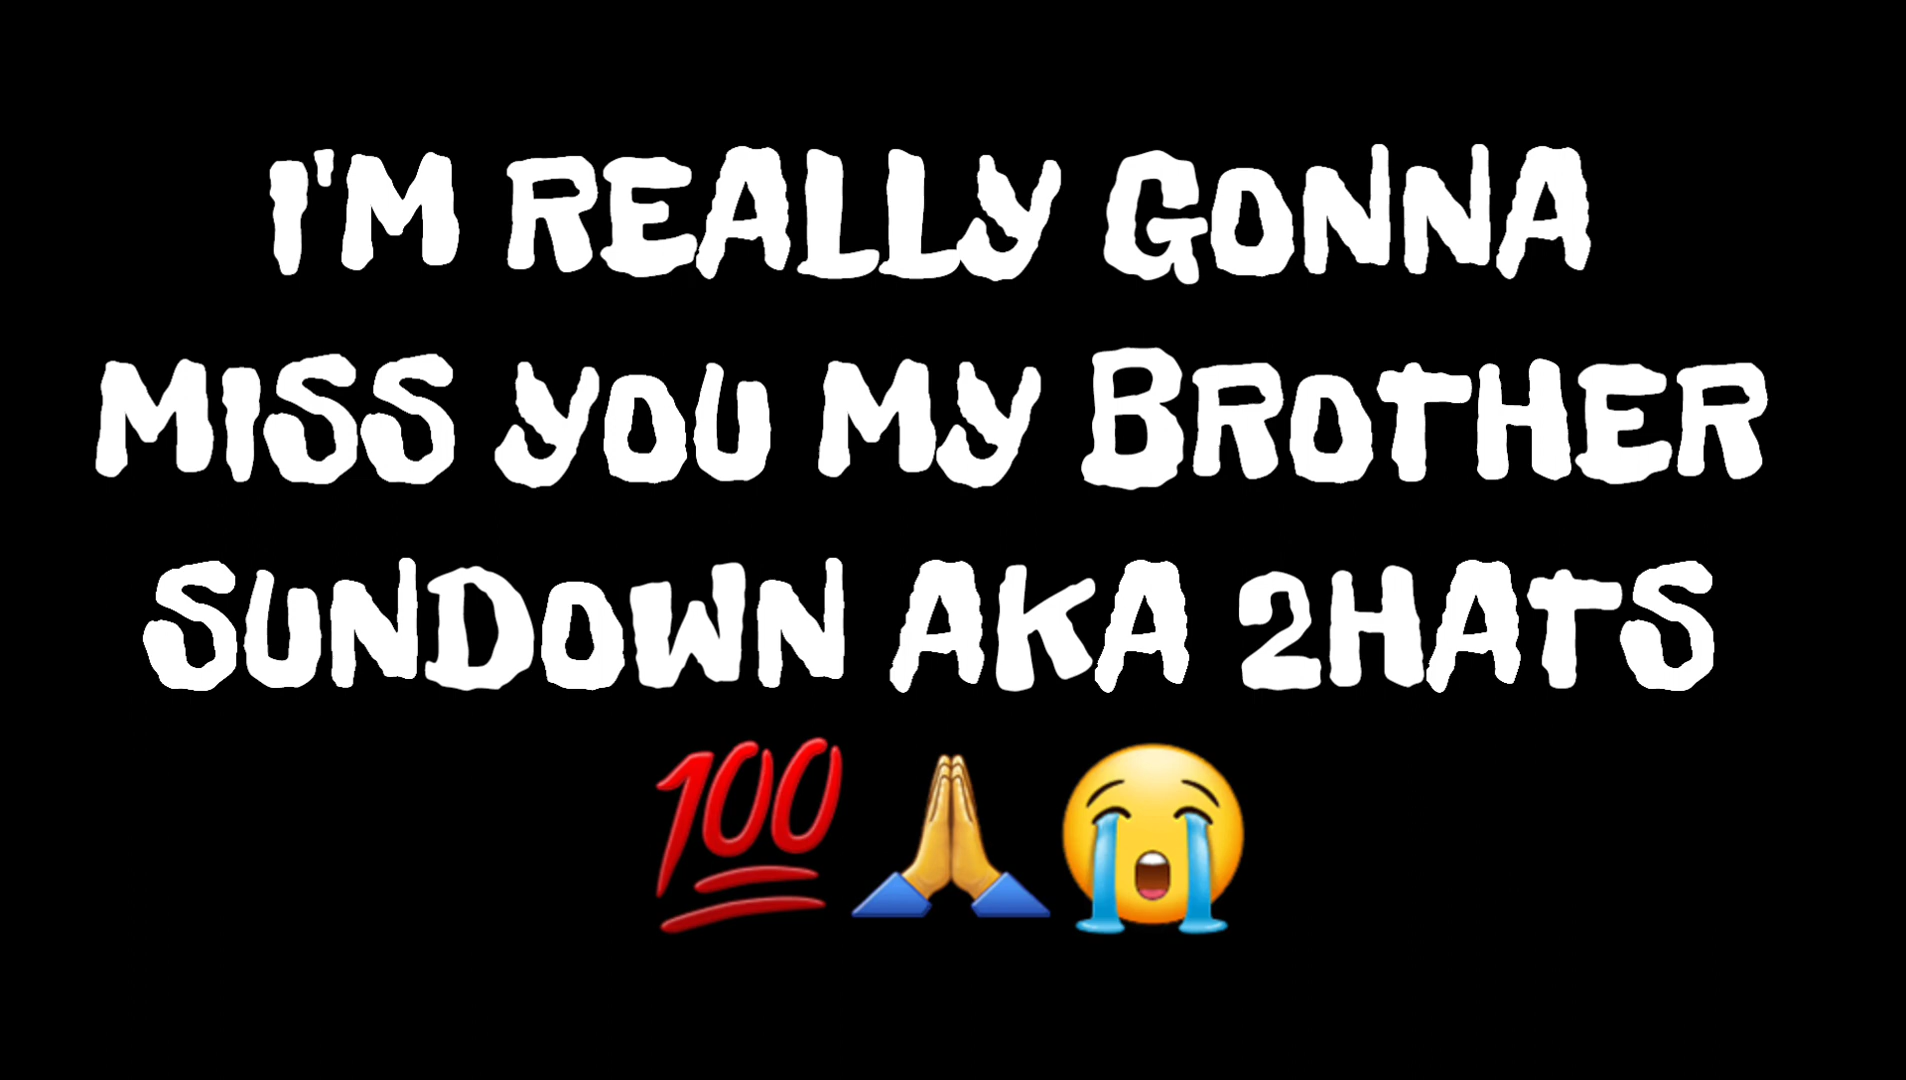 I'M REALLY GONNA
MISS YOU MY BROTHER
SUNDOWN AKA 2HATS
💯🙏😭